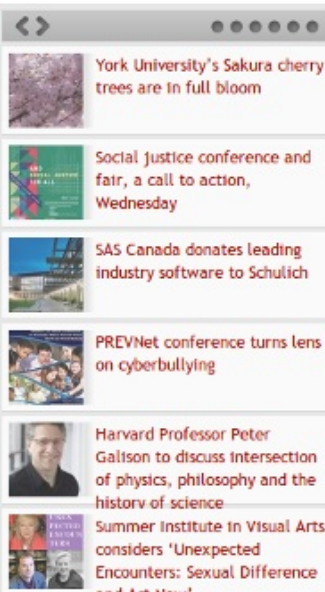 York University's Sakura cherry
trees are in full bloom
Social justice conference and
fair, a call to action,
Wednesday
SAS Canada donates leading
industry software to Schulich
PREVNet conference turns lens
on cyberbullying
Harvard Professor Peter
Galison to discuss intersection
of physics, philosophy and the
history of science
Summer Institute in Visual Arts
considers 'Unexpected
Encounters: Sexual Difference
and Art Now'